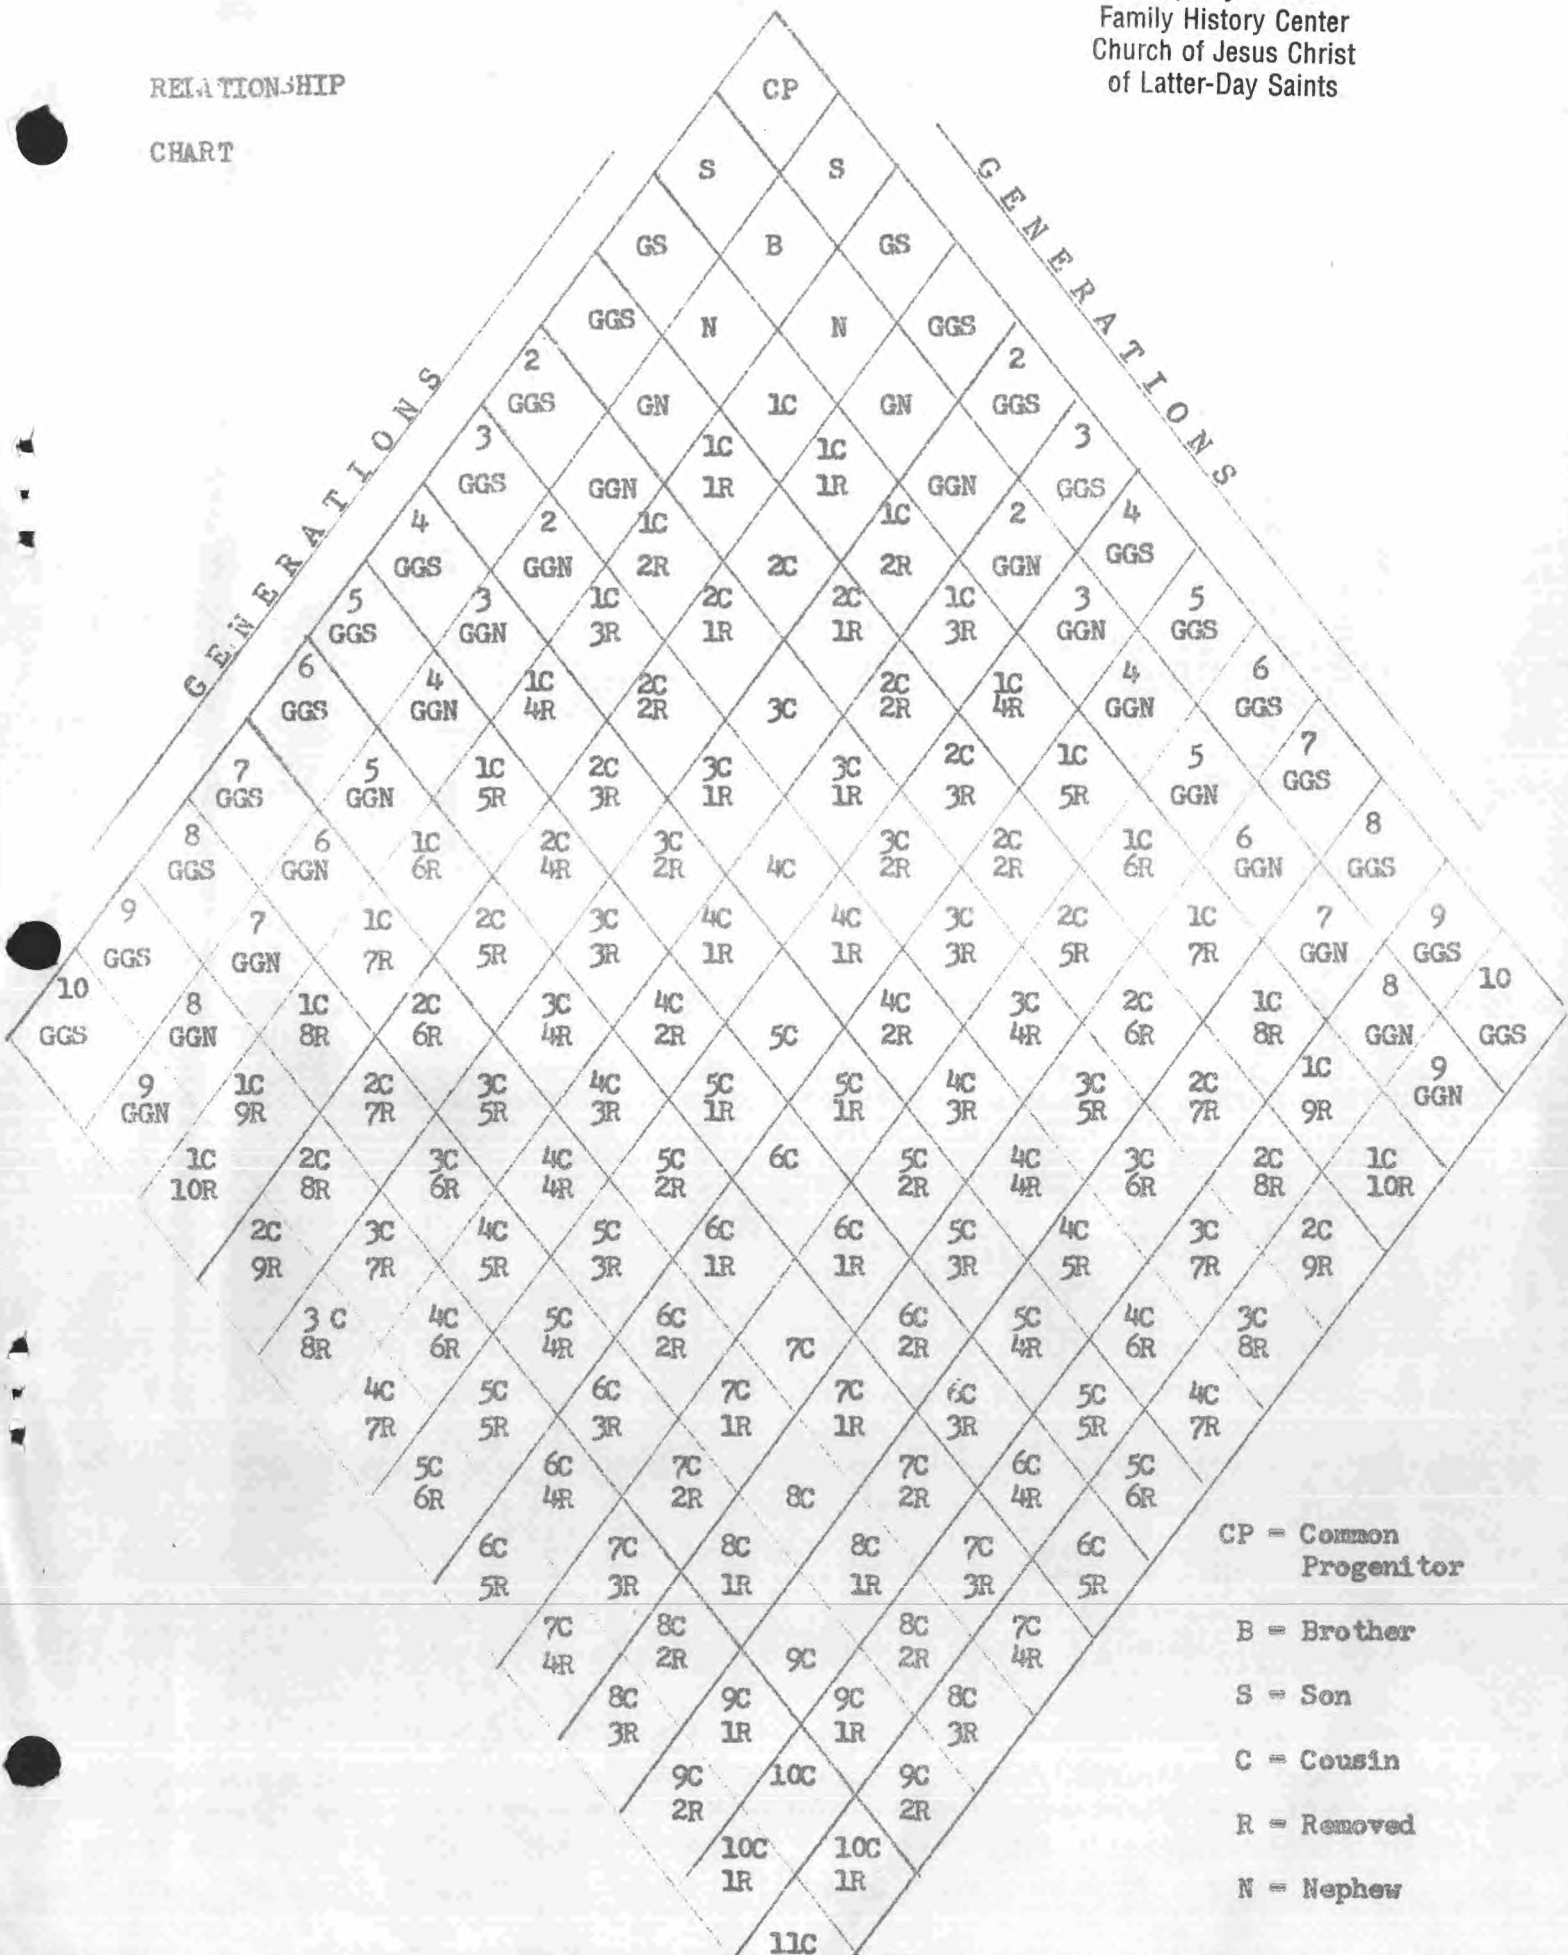 Family History Center
Church of Jesus Christ
of Latter-Day Saints
RELATIONSHIP
CHART
GENERATIONS
GENERATIONS
CP
S S
GS B GS
GGS N N GGS
2 2
GGS GN 1C GN GGS
3 1C 1C 3
GGS GGN 1R 1R GGN GGS
4 2 1C 1C 2 4
GGS GGN 2R 2C 2R GGN GGS
5 3 1C 2C 2C 1C 3 5
GGS GGN 3R 1R 1R 3R GGN GGS
6 4 1C 2C 2C 1C 4 6
GGS GGN 4R 2R 3C 2R 4R GGN GGS
7 5 1C 2C 3C 3C 2C 1C 5 7
GGS GGN 5R 3R 1R 1R 3R 5R GGN GGS
8 6 1C 2C 3C 3C 2C 1C 6 8
GGS GGN 6R 4R 2R 4C 2R 2R 6R GGN GGS
9 7 1C 2C 3C 4C 4C 3C 2C 1C 7 9
GGS GGN 7R 5R 3R 1R 1R 3R 5R 7R GGN GGS
10 8 1C 2C 3C 4C 4C 3C 2C 1C 8 10
GGS GGN 8R 6R 4R 2R 5C 2R 4R 6R 8R GGN GGS
9 1C 2C 3C 4C 5C 5C 4C 3C 2C 1C 9
GGN 9R 7R 5R 3R 1R 1R 3R 5R 7R 9R GGN
1C 2C 3C 4C 5C 6C 5C 4C 3C 2C 1C
10R 8R 6R 4R 2R 2R 4R 6R 8R 10R
2C 3C 4C 5C 6C 6C 5C 4C 3C 2C
9R 7R 5R 3R 1R 1R 3R 5R 7R 9R
3 C 4C 5C 6C 6C 5C 4C 3C
8R 6R 4R 2R 7C 2R 4R 6R 8R
4C 5C 6C 7C 7C 6C 5C 4C
7R 5R 3R 1R 1R 3R 5R 7R
5C 6C 7C 7C 6C 5C
6R 4R 2R 8C 2R 4R 6R
6C 7C 8C 8C 7C 6C
5R 3R 1R 1R 3R 5R
7C 8C 8C 7C
4R 2R 9C 2R 4R
8C 9C 9C 8C
3R 1R 1R 3R
9C 10C 9C
2R 2R
10C 10C
1R 1R
11C
CP = Common
Progenitor
B = Brother
S = Son
C = Cousin
R = Removed
N = Nephew